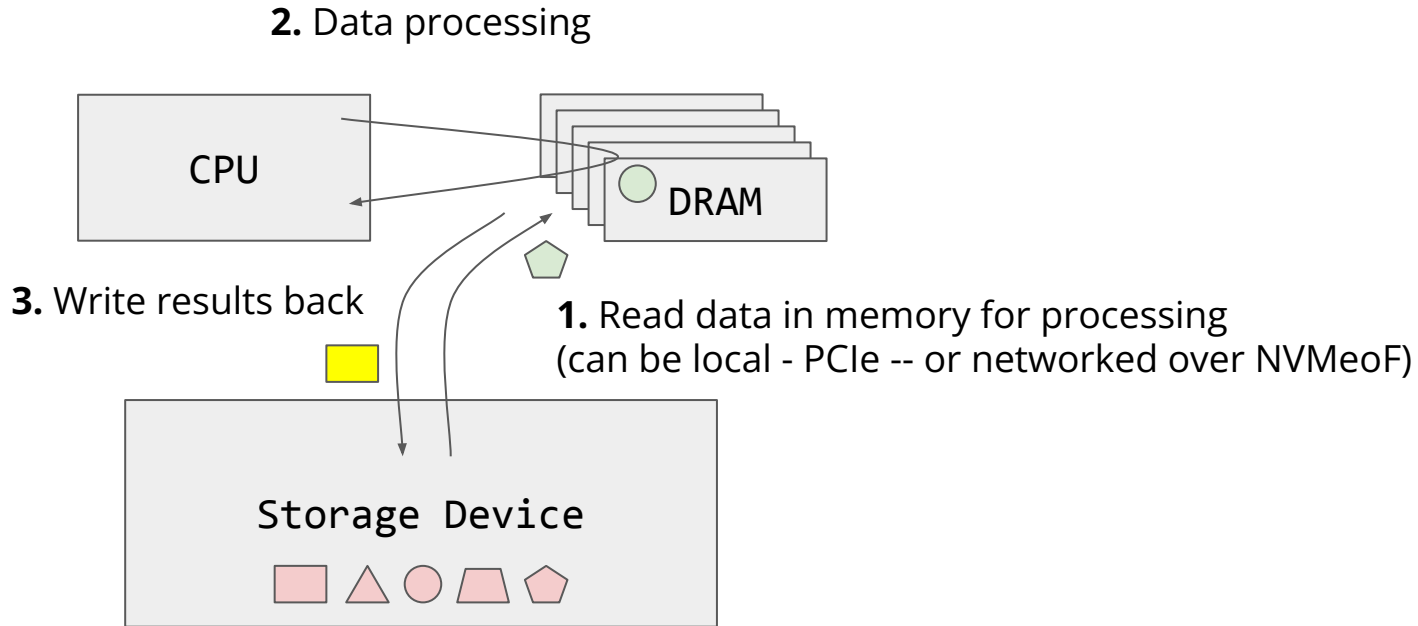 2. Data processing
CPU
DRAM
3. Write results back
1. Read data in memory for processing
(can be local - PCIe -- or networked over NVMeoF)
Storage Device